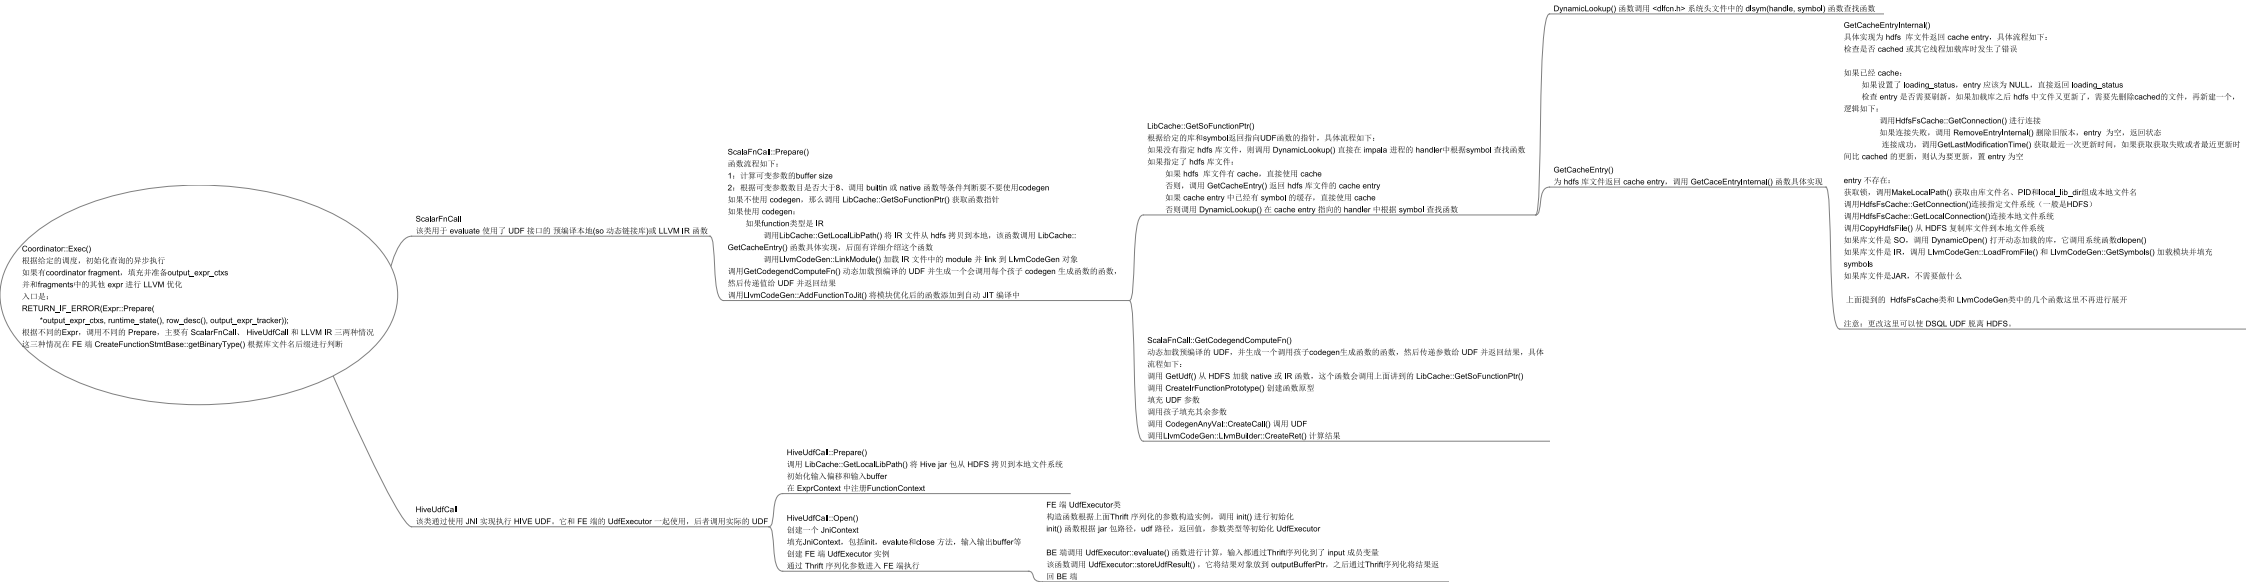 Coordinator::Exec()
根据给定的调度，初始化查询的异步执行
如果有coordinator fragment，填充并准备output_expr_ctxs
并和fragments中的其他 expr 进行 LLVM 优化
入口是：
RETURN_IF_ERROR(Expr::Prepare(
*output_expr_ctxs, runtime_state(), row_desc(), output_expr_tracker));
根据不同的Expr，调用不同的 Prepare，主要有 ScalarFnCall、 HiveUdfCall 和 LLVM IR 三两种情况
这三种情况在 FE 端 CreateFunctionStmtBase::getBinaryType() 根据库文件名后缀进行判断
ScalarFnCall
该类用于 evaluate 使用了 UDF 接口的 预编译本地(so 动态链接库)或 LLVM IR 函数
ScalaFnCall::Prepare()
函数流程如下：
1：计算可变参数的buffer size
2：根据可变参数数目是否大于8、调用 builtin 或 native 函数等条件判断要不要使用codegen
如果不使用 codegen，那么调用 LibCache::GetSoFunctionPtr() 获取函数指针
如果使用 codegen：
如果function类型是 IR
调用LibCache::GetLocalLibPath() 将 IR 文件从 hdfs 拷贝到本地，该函数调用 LibCache::
GetCacheEntry() 函数具体实现，后面有详细介绍这个函数
调用LlvmCodeGen::LinkModule() 加载 IR 文件中的 module 并 link 到 LlvmCodeGen 对象
调用GetCodegendComputeFn() 动态加载预编译的 UDF 并生成一个会调用每个孩子 codegen 生成函数的函数，
然后传递值给 UDF 并返回结果
调用LlvmCodeGen::AddFunctionToJit() 将模块优化后的函数添加到自动 JIT 编译中
LibCache::GetSoFunctionPtr()
根据给定的库和symbol返回指向UDF函数的指针，具体流程如下：
如果没有指定 hdfs 库文件，则调用 DynamicLookup() 直接在 impala 进程的 handler中根据symbol 查找函数
如果指定了 hdfs 库文件：
如果 hdfs 库文件有 cache，直接使用 cache
否则，调用 GetCacheEntry() 返回 hdfs 库文件的 cache entry
如果 cache entry 中已经有 symbol 的缓存，直接使用 cache
否则调用 DynamicLookup() 在 cache entry 指向的 handler 中根据 symbol 查找函数
DynamicLookup() 函数调用 <dlfcn.h> 系统头文件中的 dlsym(handle, symbol) 函数查找函数
GetCacheEntry()
为 hdfs 库文件返回 cache entry，调用 GetCaceEntryInternal() 函数具体实现
GetCacheEntryInternal()
具体实现为 hdfs 库文件返回 cache entry，具体流程如下：
检查是否 cached 或其它线程加载库时发生了错误
如果已经 cache：
如果设置了 loading_status，entry 应该为 NULL，直接返回 loading_status
检查 entry 是否需要刷新，如果加载库之后 hdfs 中文件又更新了，需要先删除cached的文件，再新建一个，
逻辑如下：
调用HdfsFsCache::GetConnection() 进行连接
如果连接失败，调用 RemoveEntryInternal() 删除旧版本，entry 为空，返回状态
连接成功，调用GetLastModificationTime() 获取最近一次更新时间，如果获取获取失败或者最近更新时
间比 cached 的更新，则认为要更新，置 entry 为空
entry 不存在：
获取锁，调用MakeLocalPath() 获取由库文件名、PID和local_lib_dir组成本地文件名
调用HdfsFsCache::GetConnection()连接指定文件系统（一般是HDFS）
调用HdfsFsCache::GetLocalConnection()连接本地文件系统
调用CopyHdfsFile() 从 HDFS 复制库文件到本地文件系统
如果库文件是 SO，调用 DynamicOpen() 打开动态加载的库，它调用系统函数dlopen()
如果库文件是 IR，调用 LlvmCodeGen::LoadFromFile() 和 LlvmCodeGen::GetSymbols() 加载模块并填充
symbols
如果库文件是JAR，不需要做什么
上面提到的 HdfsFsCache类和 LlvmCodeGen类中的几个函数这里不再进行展开
注意：更改这里可以使 DSQL UDF 脱离 HDFS。
ScalaFnCall::GetCodegendComputeFn()
动态加载预编译的 UDF，并生成一个调用孩子codegen生成函数的函数，然后传递参数给 UDF 并返回结果，具体
流程如下：
调用 GetUdf() 从 HDFS 加载 native 或 IR 函数，这个函数会调用上面讲到的 LibCache::GetSoFunctionPtr()
调用 CreateIrFunctionPrototype() 创建函数原型
填充 UDF 参数
调用孩子填充其余参数
调用 CodegenAnyVal::CreateCall() 调用 UDF
调用LlvmCodeGen::LlvmBuilder::CreateRet() 计算结果
HiveUdfCall
该类通过使用 JNI 实现执行 HIVE UDF。它和 FE 端的 UdfExecutor 一起使用，后者调用实际的 UDF
HiveUdfCall::Prepare()
调用 LibCache::GetLocalLibPath() 将 Hive jar 包从 HDFS 拷贝到本地文件系统
初始化输入偏移和输入buffer
在 ExprContext 中注册FunctionContext
HiveUdfCall::Open()
创建一个 JniContext
填充JniContext，包括init，evalute和close 方法，输入输出buffer等
创建 FE 端 UdfExecutor 实例
通过 Thrift 序列化参数进入 FE 端执行
FE 端 UdfExecutor类
构造函数根据上面Thrift 序列化的参数构造实例，调用 init() 进行初始化
init() 函数根据 jar 包路径，udf 路径，返回值，参数类型等初始化 UdfExecutor
BE 端调用 UdfExecutor::evaluate() 函数进行计算，输入都通过Thrift序列化到了 input 成员变量
该函数调用 UdfExecutor::storeUdfResult() ，它将结果对象放到 outputBufferPtr，之后通过Thrift序列化将结果返
回 BE 端